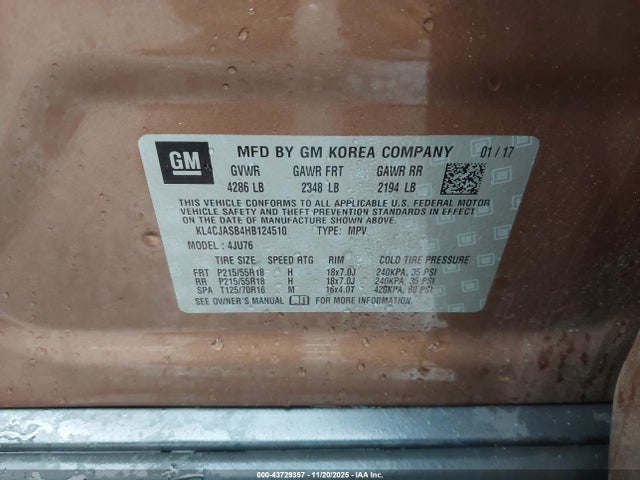 GM
MFD BY GM KOREA COMPANY 01/17
GVWR GAWR FRT GAWR RR
4286 LB 2348 LB 2194 LB
THIS VEHICLE CONFORMS TO ALL APPLICABLE U.S. FEDERAL MOTOR
VEHICLE SAFETY AND THEFT PREVENTION STANDARDS IN EFFECT
ON THE DATE OF MANUFACTURE SHOWN ABOVE.
KL4CJASB4HB124510 TYPE: MPV
MODEL: 4JU76
TIRE SIZE SPEED RTG RIM COLD TIRE PRESSURE
FRT P215/55R18 H 18x7.0J 240KPA, 35 PSI
RR P215/55R18 H 18x7.0J 240KPA, 35 PSI
SPA T125/70R16 M 16x4.0T 420KPA, 60 PSI
SEE OWNER'S MANUAL FOR MORE INFORMATION.
000-43729357 - 11/20/2025 - IAA Inc.